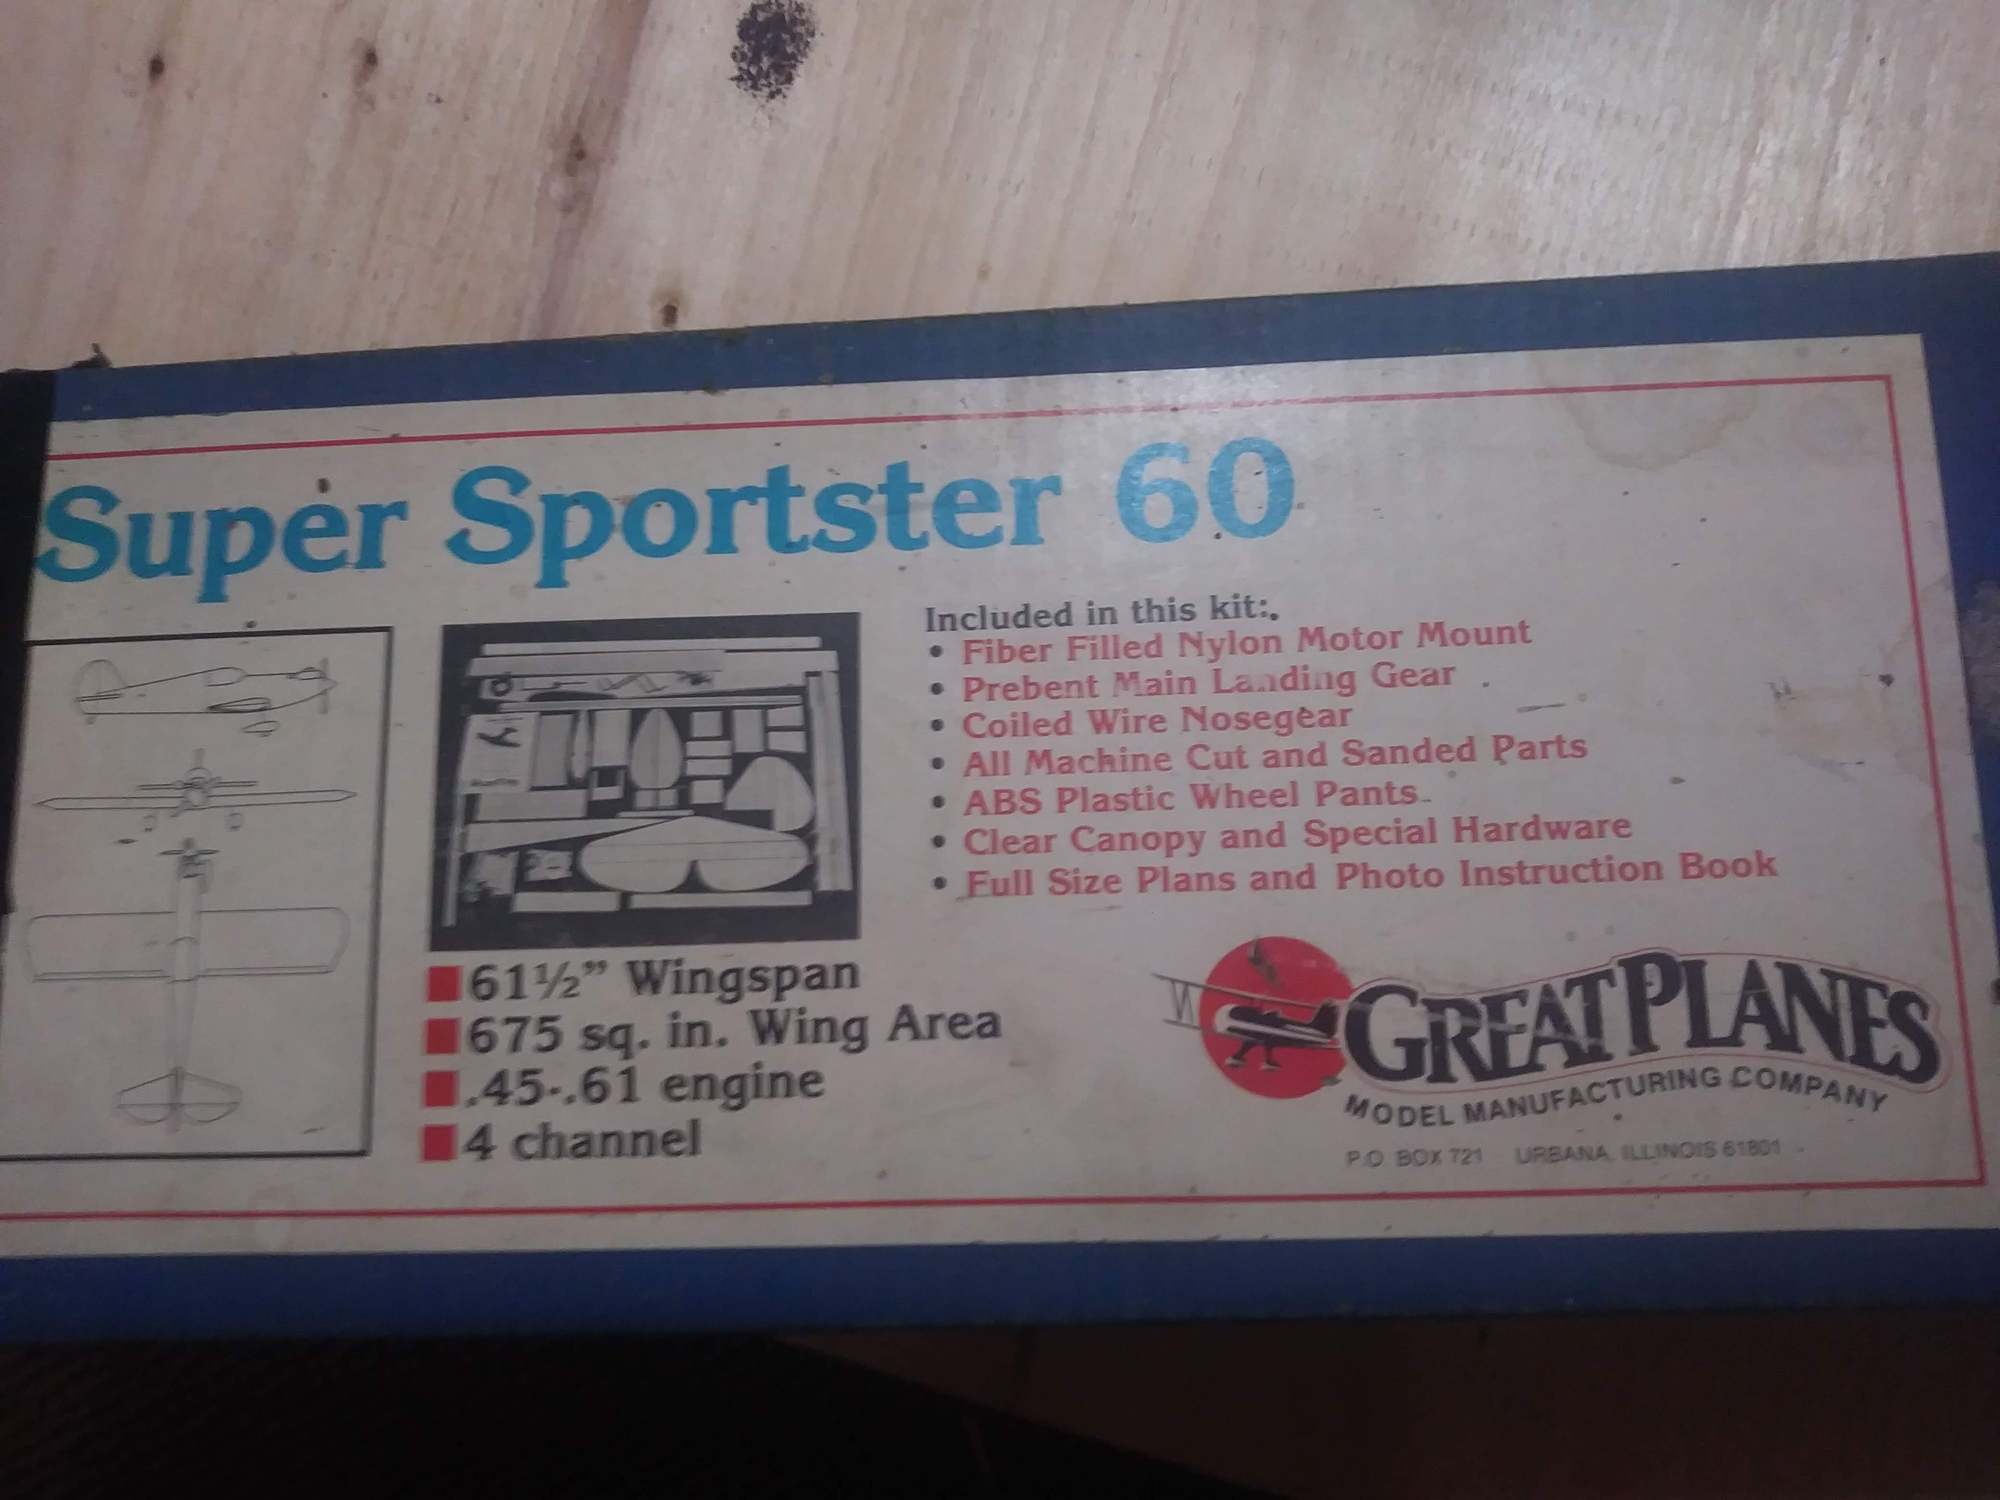 Super Sportster 60
Included in this kit:
• Fiber Filled Nylon Motor Mount
• Prebent Main Landing Gear
• Coiled Wire Nosegear
• All Machine Cut and Sanded Parts
• ABS Plastic Wheel Pants
• Clear Canopy and Special Hardware
• Full Size Plans and Photo Instruction Book
■ 61½” Wingspan
■ 675 sq. in. Wing Area
■ .45-.61 engine
■ 4 channel
GREAT PLANES
MODEL MANUFACTURING COMPANY
P.O. BOX 721 URBANA, ILLINOIS 61801